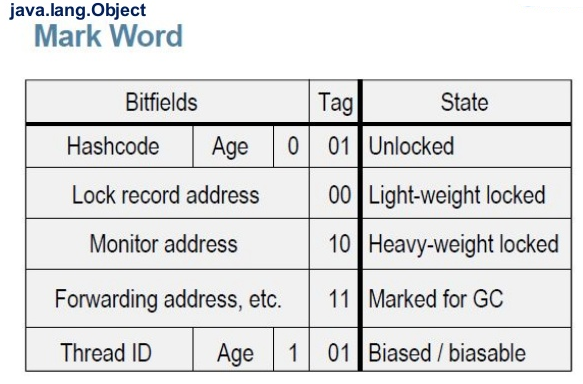 java.lang.Object
Mark Word
Bitfields Tag State
Hashcode Age 0 01 Unlocked
Lock record address 00 Light-weight locked
Monitor address 10 Heavy-weight locked
Forwarding address, etc. 11 Marked for GC
Thread ID Age 1 01 Biased / biasable